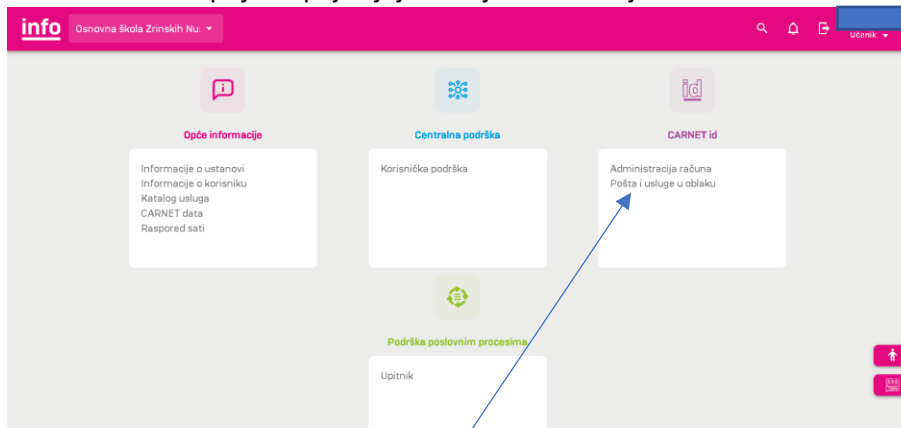 info
Osnovna škola Zrinskih Nu
Učenik
id
Opće informacije
Centralna podrška
CARNET id
Informacije o ustanovi
Informacije o korisniku
Katalog usluga
CARNET data
Raspored sati
Korisnička podrška
Administracija računa
Pošta i usluge u oblaku
Podrška poslovnim procesima
Upitnik